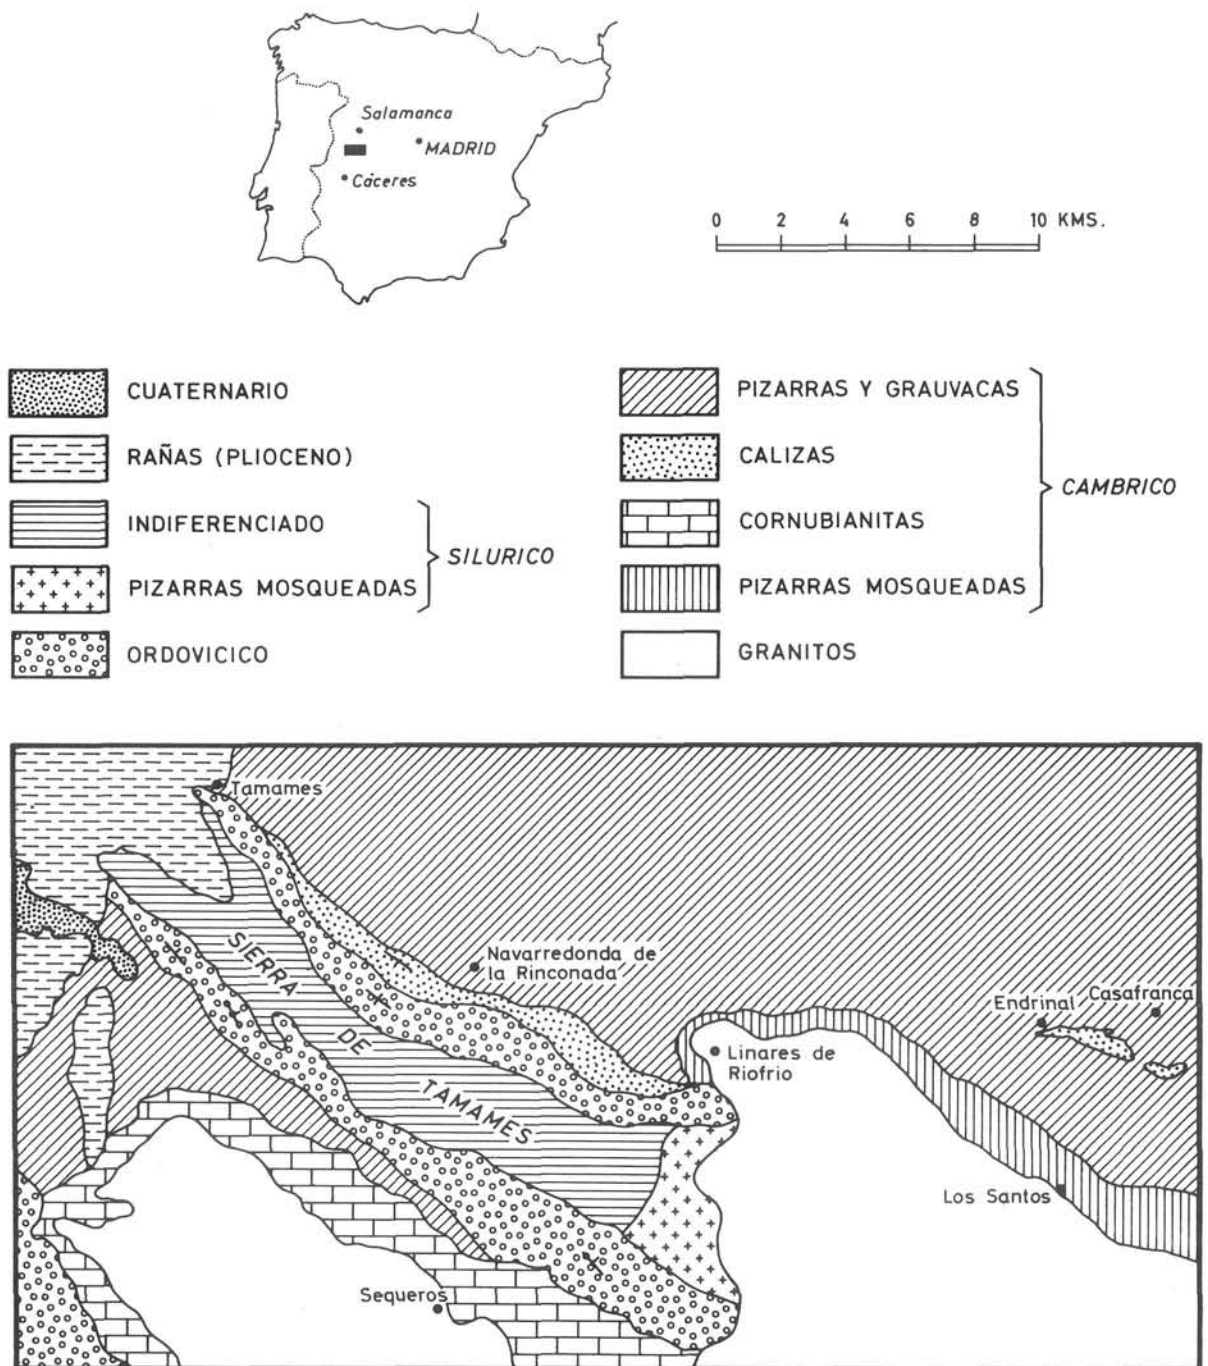 Salamanca
MADRID
Cáceres
0 2 4 6 8 10 KMS.
CUATERNARIO
RAÑAS (PLIOCENO)
INDIFERENCIADO
PIZARRAS MOSQUEADAS
SILURICO
ORDOVICICO
PIZARRAS Y GRAUVACAS
CALIZAS
CORNUBIANITAS
PIZARRAS MOSQUEADAS
CAMBRICO
GRANITOS
Tamames
SIERRA
DE
TAMAMES
Navarredonda de
la Rinconada
Endrinal
Casafranca
Linares de
Riofrio
Los Santos
Sequeros